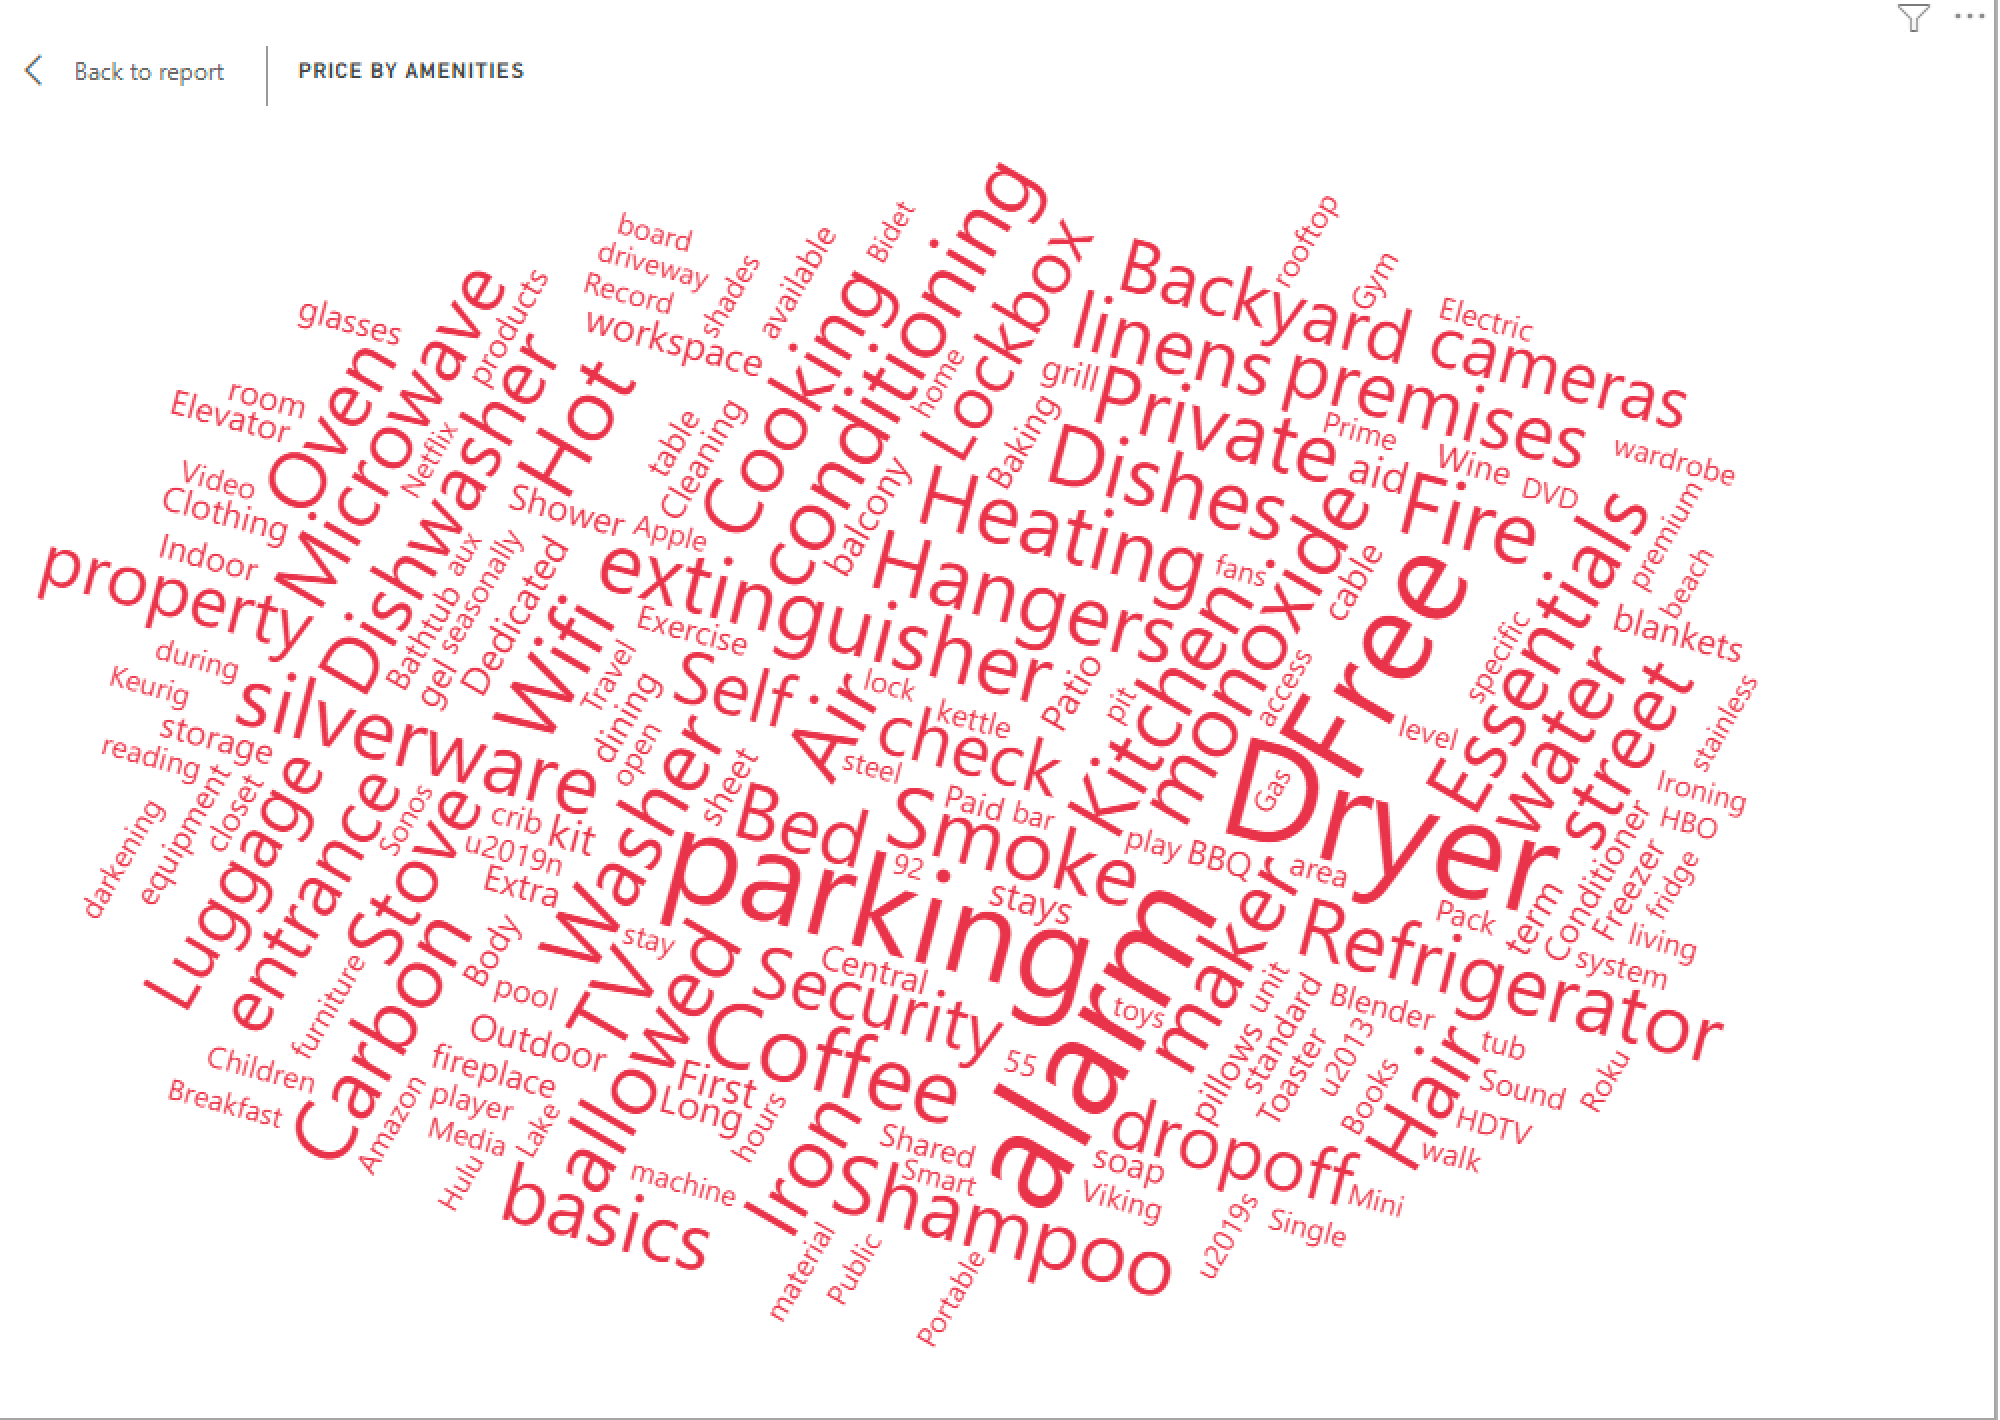 Back to report
PRICE BY AMENITIES
board
driveway
Record
workspace
shades
available
Bidet
Cooking
conditioning
Lockbox
home
Backyard
rooftop
Gym
Electric
cameras
linens
premises
grill
Private
Prime
aid
Wine
DVD
wardrobe
premium
beach
blankets
glasses
products
Microwave
Oven
Dishwasher
Hot
room
Elevator
Netflix
table
Cleaning
Video
Clothing
Shower
Apple
balcony
Baking
Dishes
Heating
Fire
Essentials
Indoor
property
aux
Bathtub
seasonally
gel
Dedicated
Wifi
extinguisher
Hangers
fans
Kitchen
monoxide
cable
Free
specific
water
street
stainless
during
Keurig
silverware
Travel
Exercise
Self
Air
lock
kettle
check
Patio
pit
access
level
storage
reading
equipment
closet
darkening
Luggage
entrance
Sonos
Stove
crib
kit
u2019n
Extra
dining
open
Washer
sheet
steel
Bed
Smoke
Paid
bar
92
parking
stays
play
BBQ
area
Gas
Dryer
Ironing
HBO
Conditioner
Freezer
fridge
term
Pack
living
system
Refrigerator
maker
alarm
furniture
Carbon
Body
pool
stay
TV
allowed
Security
Central
Coffee
toys
55
unit
standard
pillows
Toaster
Blender
u2013
Books
Hair
tub
Sound
HDTV
walk
Roku
Children
Breakfast
Amazon
Outdoor
fireplace
player
Media
Lake
Hulu
First
Long
hours
Iron
Shared
Smart
Shampoo
dropoff
soap
Viking
Mini
Single
u2019s
basics
machine
material
Public
Portable